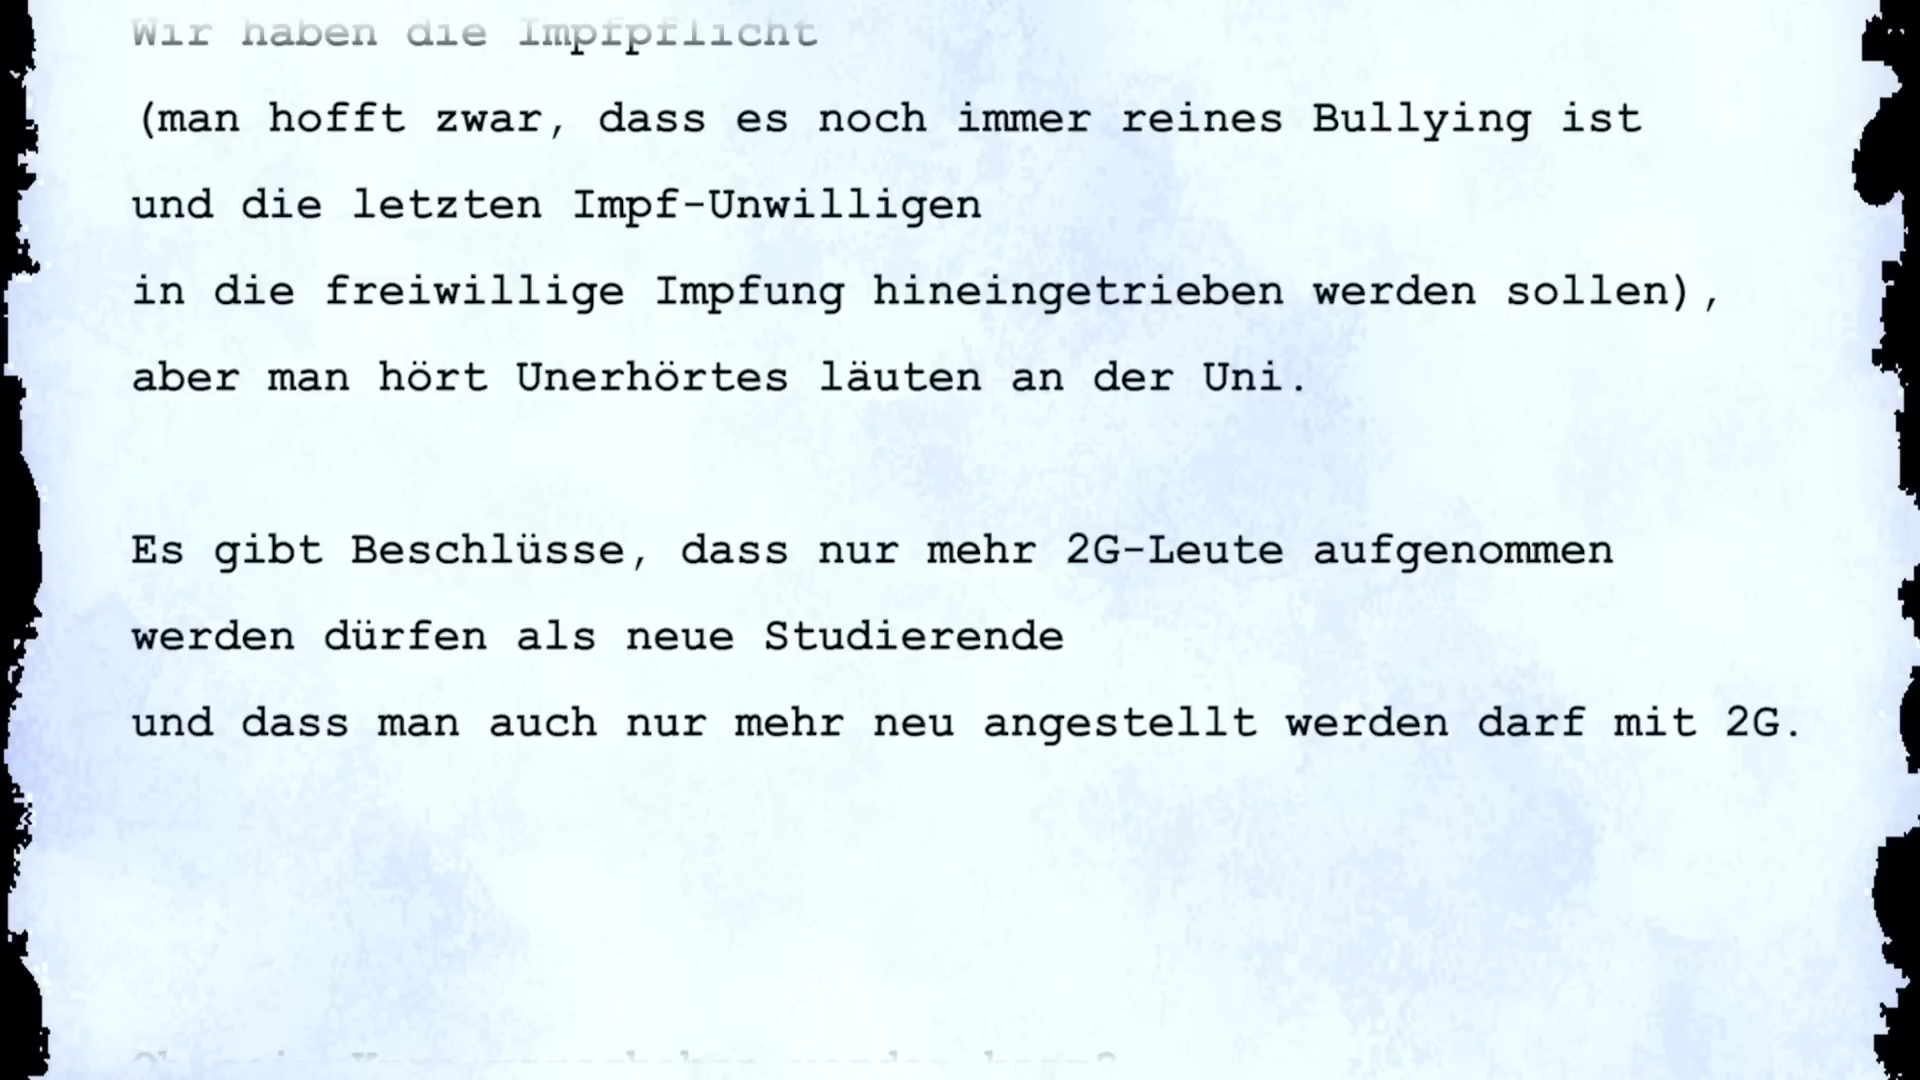 Wir haben die Impfpflicht
(man hofft zwar, dass es noch immer reines Bullying ist
und die letzten Impf-Unwilligen
in die freiwillige Impfung hineingetrieben werden sollen),
aber man hört Unerhörtes läuten an der Uni.
Es gibt Beschlüsse, dass nur mehr 2G-Leute aufgenommen
werden dürfen als neue Studierende
und dass man auch nur mehr neu angestellt werden darf mit 2G.